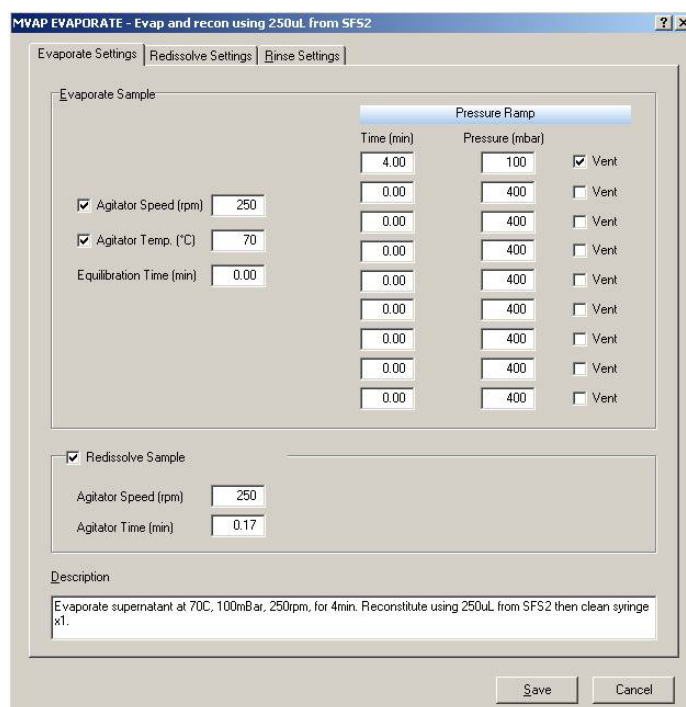 MVAP EVAPORATE - Evap and recon using 250uL from SFS2
Evaporate Settings Redissolve Settings Rinse Settings
Evaporate Sample
Pressure Ramp
Time (min) Pressure (mbar)
4.00 100 Vent
0.00 400 Vent
Agitator Speed (rpm) 250
0.00 400 Vent
Agitator Temp. (°C) 70
0.00 400 Vent
Equilibration Time (min) 0.00
0.00 400 Vent
0.00 400 Vent
0.00 400 Vent
0.00 400 Vent
0.00 400 Vent
Redissolve Sample
Agitator Speed (rpm) 250
Agitator Time (min) 0.17
Description
Evaporate supernatant at 70C, 100mBar, 250rpm, for 4min. Reconstitute using 250uL from SFS2 then clean syringe
x1.
Save Cancel